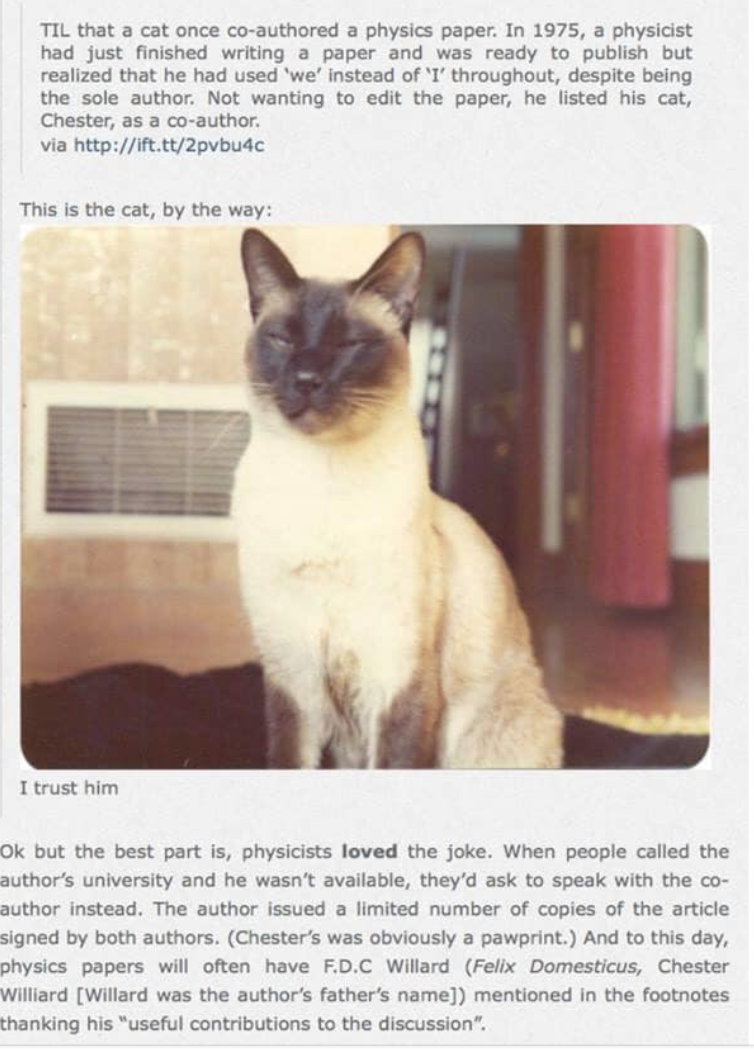 TIL that a cat once co-authored a physics paper. In 1975, a physicist
had just finished writing a paper and was ready to publish but
realized that he had used ‘we’ instead of ‘I’ throughout, despite being
the sole author. Not wanting to edit the paper, he listed his cat,
Chester, as a co-author.
via http://ift.tt/2pvbu4c
This is the cat, by the way:
I trust him
Ok but the best part is, physicists loved the joke. When people called the
author’s university and he wasn’t available, they’d ask to speak with the co-
author instead. The author issued a limited number of copies of the article
signed by both authors. (Chester’s was obviously a pawprint.) And to this day,
physics papers will often have F.D.C Willard (Felix Domesticus, Chester
Williard [Willard was the author’s father’s name]) mentioned in the footnotes
thanking his “useful contributions to the discussion”.